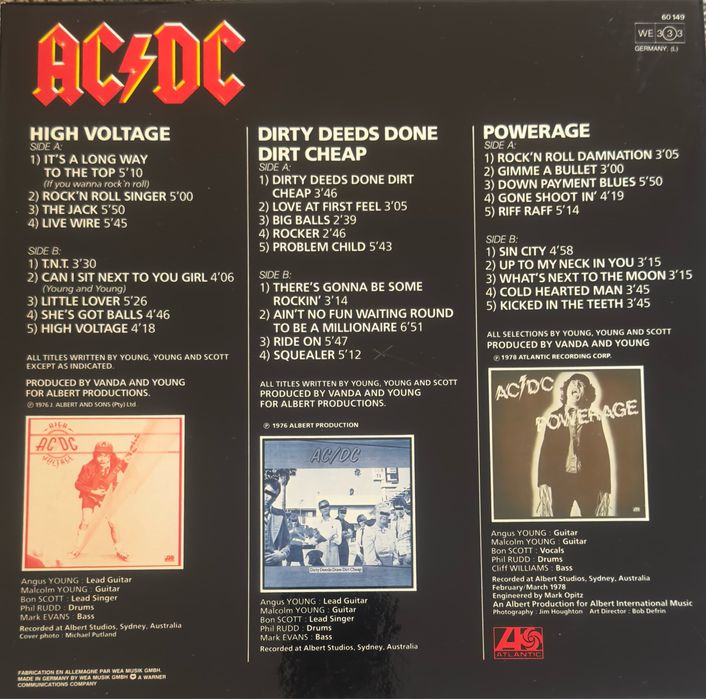 60 149
WE 333
GERMANY. (L)
AC/DC
HIGH VOLTAGE
SIDE A:
1) IT'S A LONG WAY
TO THE TOP 5'10
(If you wanna rock'n roll)
2) ROCK'N ROLL SINGER 5'00
3) THE JACK 5'50
4) LIVE WIRE 5'45
SIDE B:
1) T.N.T. 3'30
2) CAN I SIT NEXT TO YOU GIRL 4'06
(Young and Young)
3) LITTLE LOVER 5'26
4) SHE'S GOT BALLS 4'46
5) HIGH VOLTAGE 4'18
ALL TITLES WRITTEN BY YOUNG, YOUNG AND SCOTT
EXCEPT AS INDICATED.
PRODUCED BY VANDA AND YOUNG
FOR ALBERT PRODUCTIONS.
℗ 1976 J. ALBERT AND SONS (Pty) Ltd.
HIGH
AC/DC
VOLTAGE
Angus YOUNG : Lead Guitar
Malcolm YOUNG : Guitar
Bon SCOTT : Lead Singer
Phil RUDD : Drums
Mark EVANS : Bass
Recorded at Albert Studios, Sydney, Australia
Cover photo : Michael Putland
FABRICATION EN ALLEMAGNE PAR WEA MUSIK GMBH.
MADE IN GERMANY BY WEA MUSIK GMBH A WARNER
COMMUNICATIONS COMPANY
DIRTY DEEDS DONE
DIRT CHEAP
SIDE A:
1) DIRTY DEEDS DONE DIRT
CHEAP 3'46
2) LOVE AT FIRST FEEL 3'05
3) BIG BALLS 2'39
4) ROCKER 2'46
5) PROBLEM CHILD 5'43
SIDE B:
1) THERE'S GONNA BE SOME
ROCKIN' 3'14
2) AIN'T NO FUN WAITING ROUND
TO BE A MILLIONAIRE 6'51
3) RIDE ON 5'47
4) SQUEALER 5'12
ALL TITLES WRITTEN BY YOUNG, YOUNG AND SCOTT
PRODUCED BY VANDA AND YOUNG
FOR ALBERT PRODUCTIONS.
℗ 1976 ALBERT PRODUCTION
AC/DC
Dirty Deeds Done Dirt Cheap
Angus YOUNG : Lead Guitar
Malcolm YOUNG : Guitar
Bon SCOTT : Lead Singer
Phil RUDD : Drums
Mark EVANS : Bass
Recorded at Albert Studios, Sydney, Australia
POWERAGE
SIDE A:
1) ROCK'N ROLL DAMNATION 3'05
2) GIMME A BULLET 3'00
3) DOWN PAYMENT BLUES 5'50
4) GONE SHOOT IN' 4'19
5) RIFF RAFF 5'14
SIDE B:
1) SIN CITY 4'58
2) UP TO MY NECK IN YOU 3'15
3) WHAT'S NEXT TO THE MOON 3'15
4) COLD HEARTED MAN 3'45
5) KICKED IN THE TEETH 3'45
ALL SELECTIONS BY YOUNG, YOUNG AND SCOTT
PRODUCED BY VANDA AND YOUNG
℗ 1978 ATLANTIC RECORDING CORP.
AC/DC
POWERAGE
Angus YOUNG : Guitar
Malcolm YOUNG : Guitar
Bon SCOTT : Vocals
Phil RUDD : Drums
Cliff WILLIAMS : Bass
Recorded at Albert Studios, Sydney, Australia
February/March 1978
Engineered by Mark Opitz
An Albert Production for Albert International Music
Photography : Jim Houghton Art Director : Bob Defrin
ATLANTIC